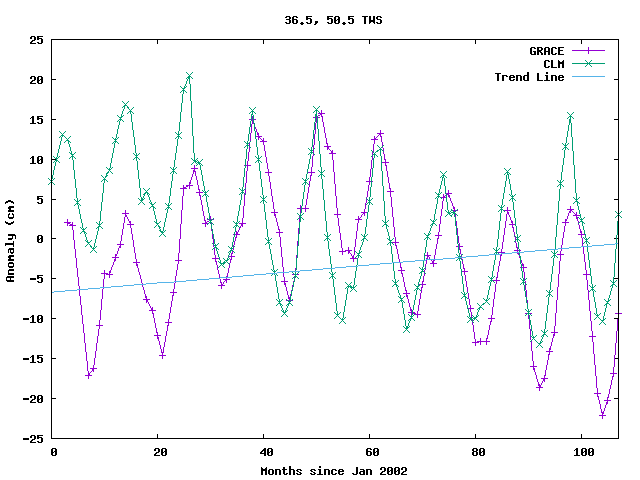 36.5, 50.5 TWS
GRACE
CLM
Trend Line
Anomaly (cm)
25
20
15
10
5
0
-5
-10
-15
-20
-25
0 20 40 60 80 100
Months since Jan 2002